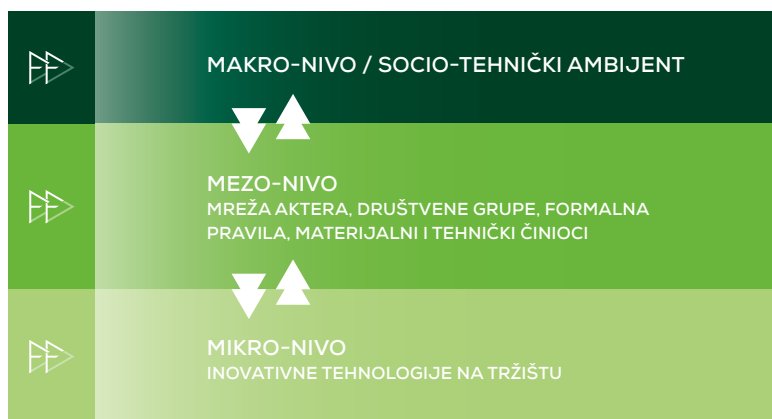 MAKRO-NIVO / SOCIO-TEHNIČKI AMBIJENT
MEZO-NIVO
MREŽA AKTERA, DRUŠTVENE GRUPE, FORMALNA
PRAVILA, MATERIJALNI I TEHNIČKI ČINIOCI
MIKRO-NIVO
INOVATIVNE TEHNOLOGIJE NA TRŽIŠTU